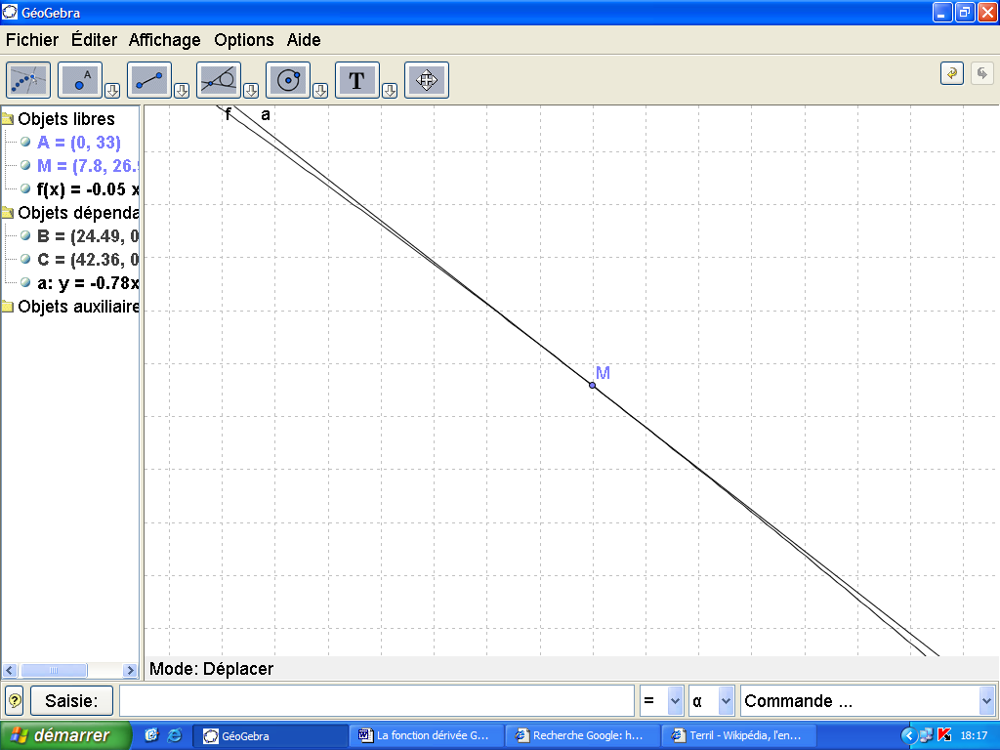 GéoGebra
Fichier Éditer Affichage Options Aide
A
T
Objets libres
A = (0, 33)
M = (7.8, 26.9
f(x) = -0.05 x
Objets dépenda
B = (24.49, 0
C = (42.36, 0
a: y = -0.78x
Objets auxiliaire
f a
M
Mode: Déplacer
? Saisie: = α Commande ...
démarrer GéoGebra La fonction dérivée G... Recherche Google: h... Terril - Wikipédia, l'en... 18:17